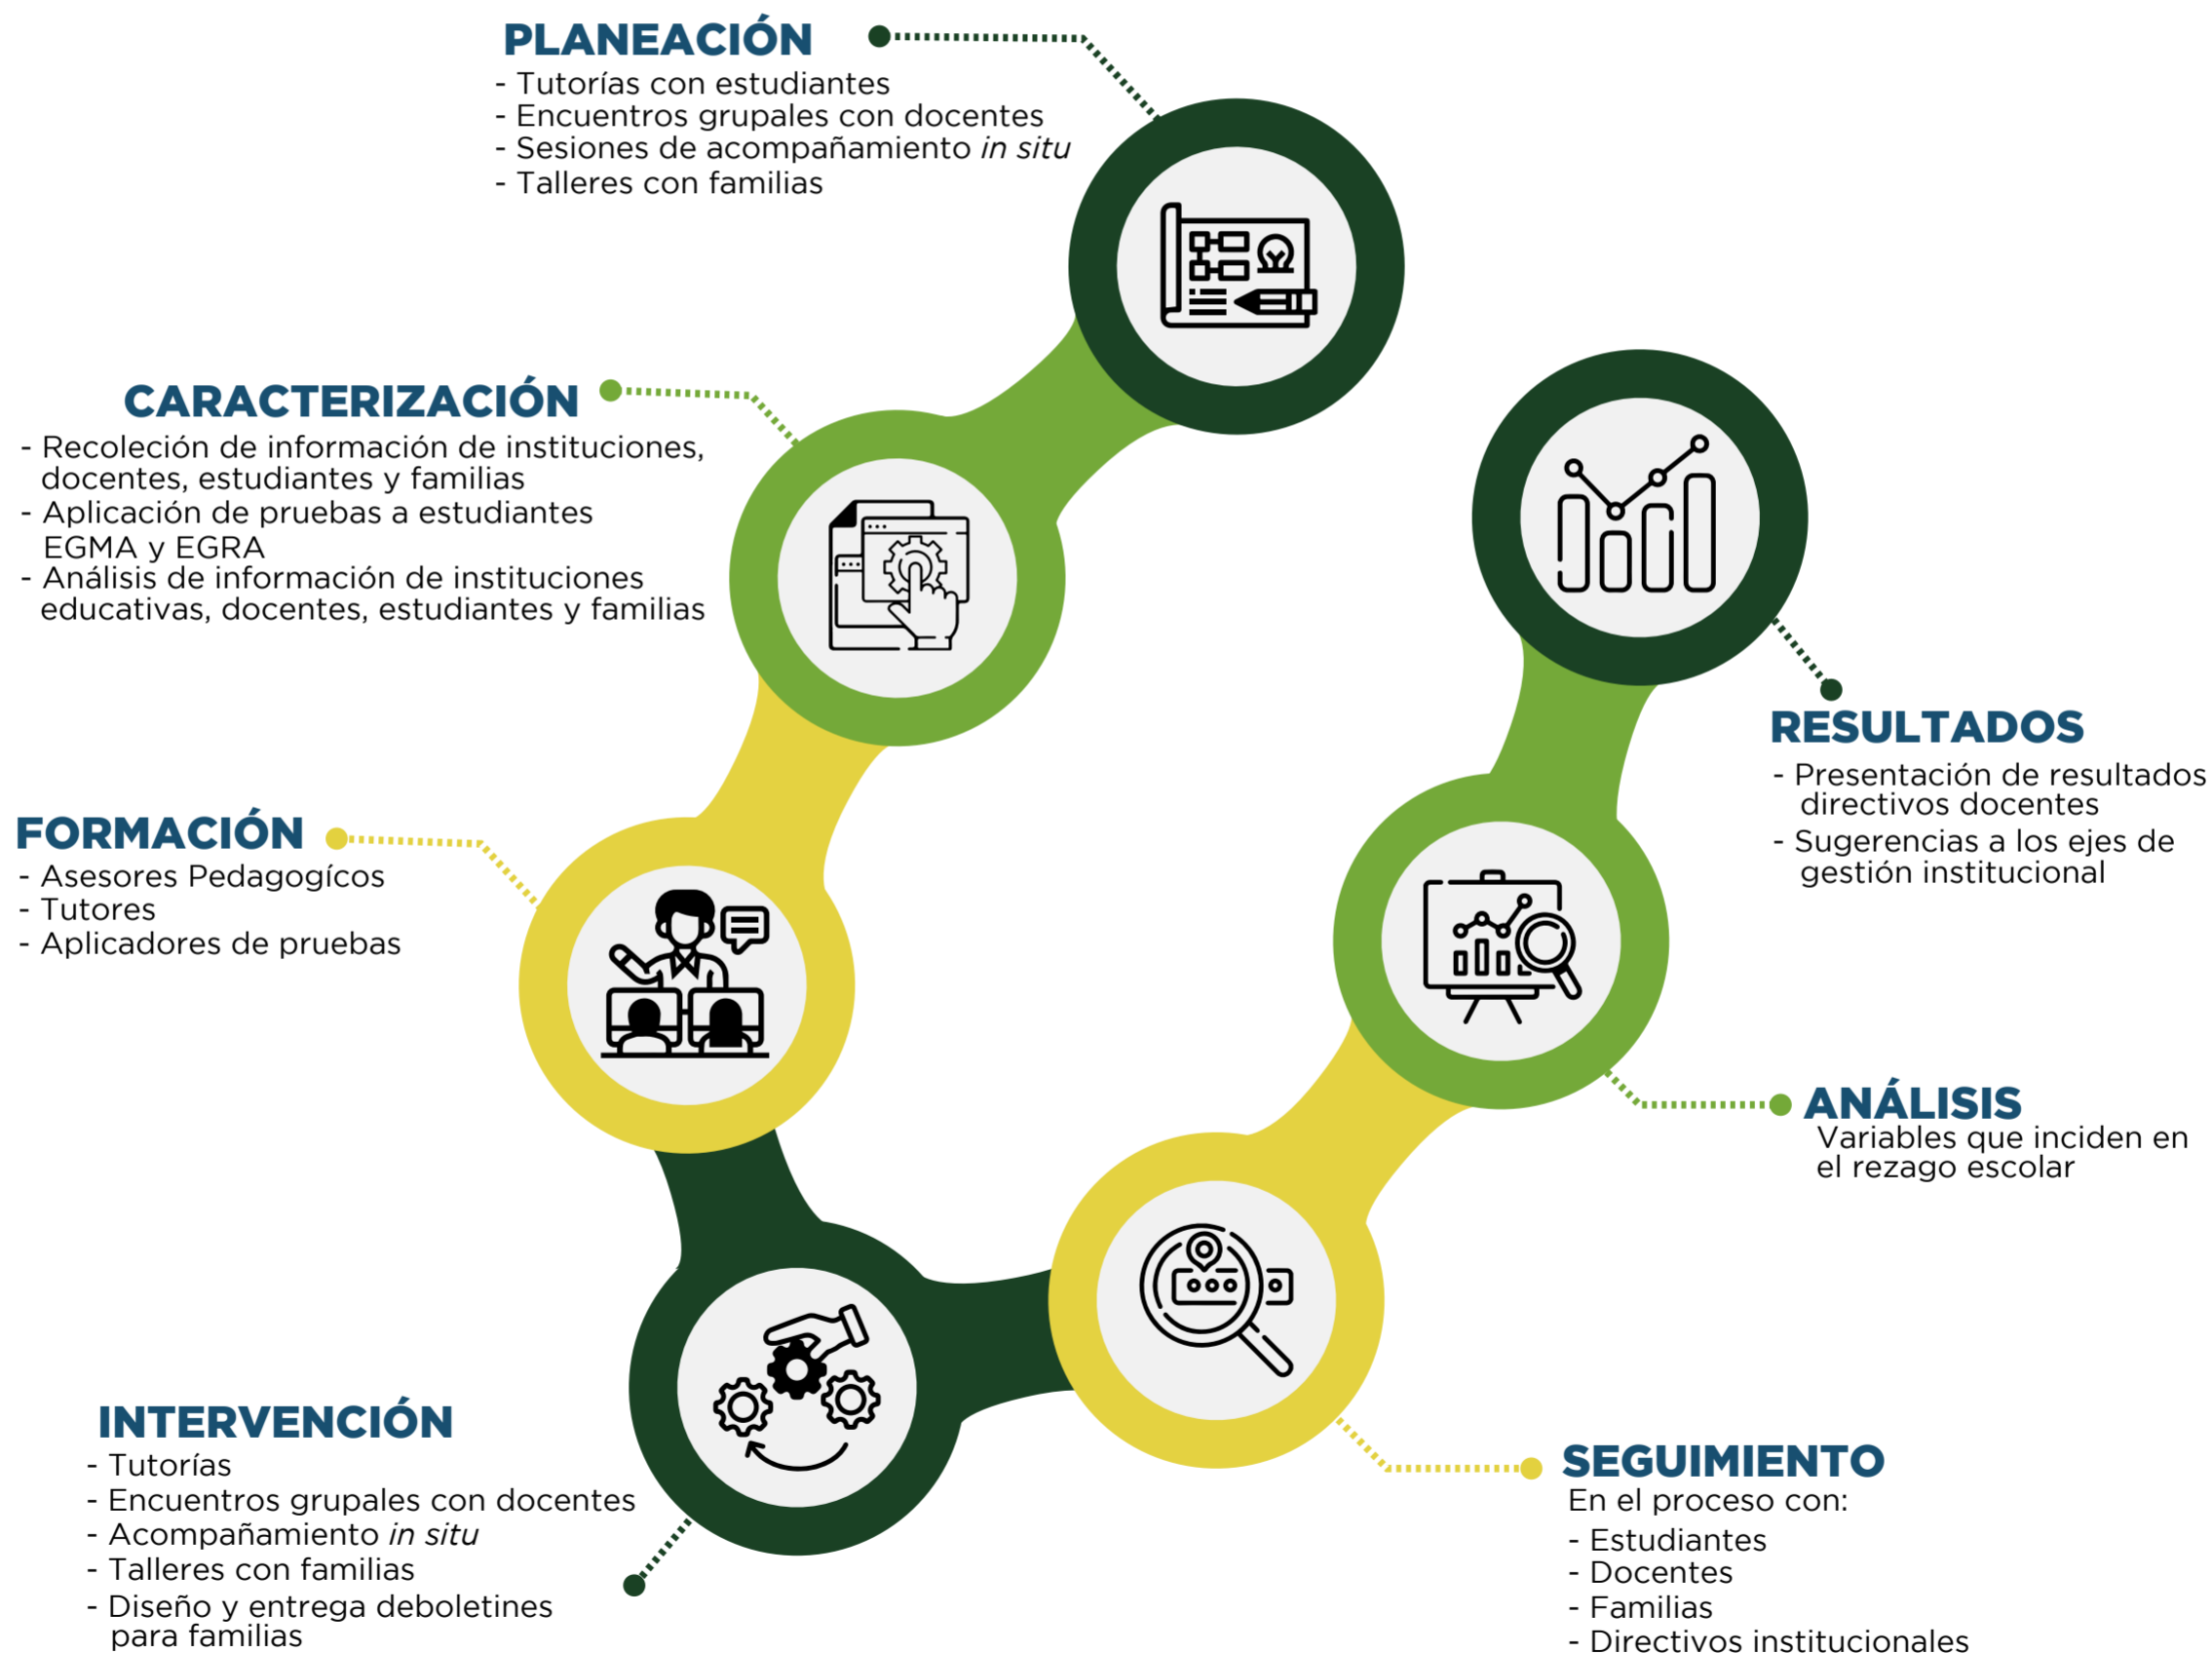 PLANEACIÓN
- Tutorías con estudiantes
- Encuentros grupales con docentes
- Sesiones de acompañamiento in situ
- Talleres con familias
CARACTERIZACIÓN
- Recoleción de información de instituciones,
docentes, estudiantes y familias
- Aplicación de pruebas a estudiantes
EGMA y EGRA
- Análisis de información de instituciones
educativas, docentes, estudiantes y familias
FORMACIÓN
- Asesores Pedagogícos
- Tutores
- Aplicadores de pruebas
INTERVENCIÓN
- Tutorías
- Encuentros grupales con docentes
- Acompañamiento in situ
- Talleres con familias
- Diseño y entrega deboletines
para familias
SEGUIMIENTO
En el proceso con:
- Estudiantes
- Docentes
- Familias
- Directivos institucionales
ANÁLISIS
Variables que inciden en
el rezago escolar
RESULTADOS
- Presentación de resultados
directivos docentes
- Sugerencias a los ejes de
gestión institucional